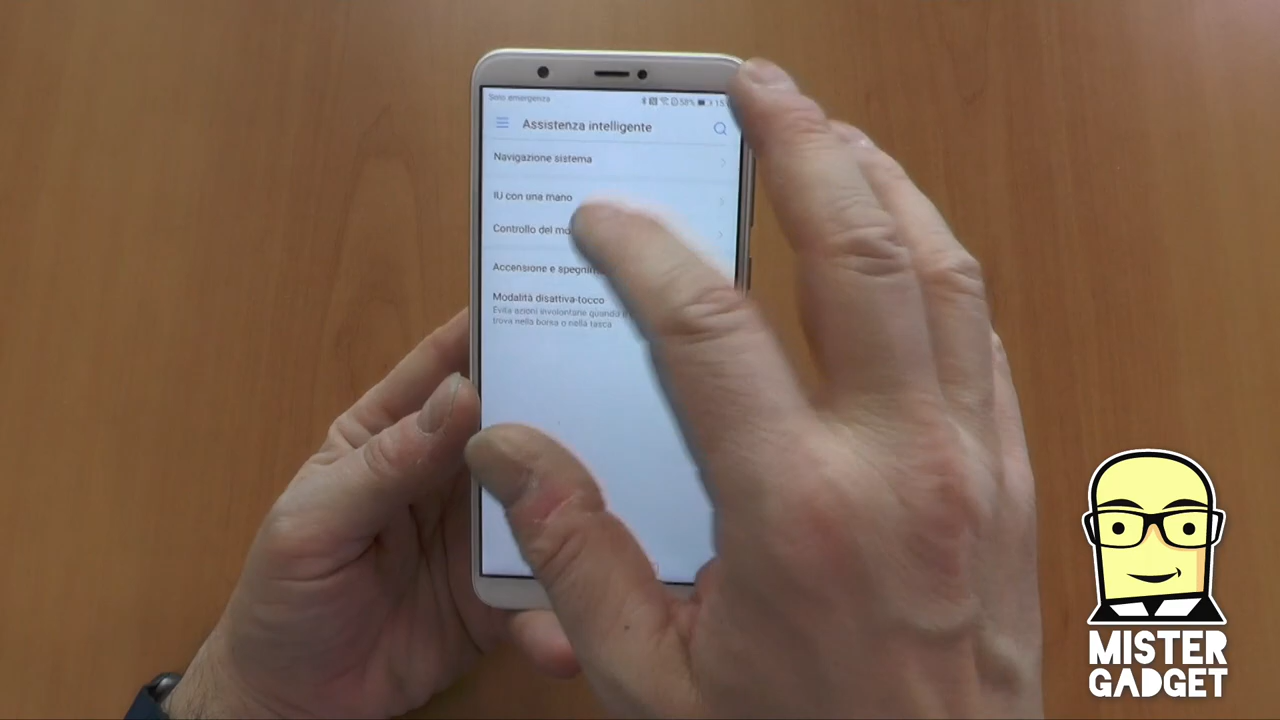 Solo emergenza
58%
Assistenza intelligente
Navigazione sistema
IU con una mano
Controllo del mo
Accensione e spegnim
Modalità disattiva-tocco
Evita azioni involontarie quando
trova nella borsa o nella tasca
MISTER
GADGET